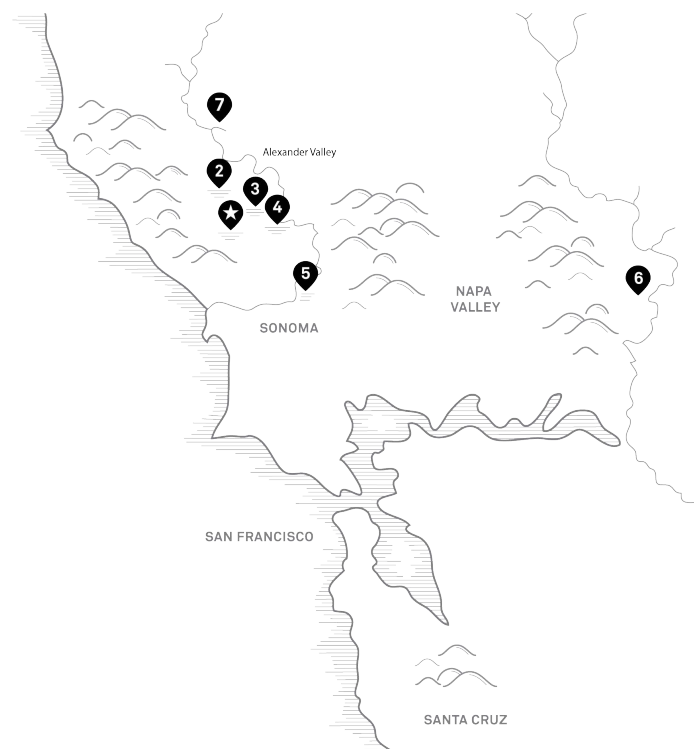 7
Alexander Valley
2
3
4
★
5
6
NAPA
VALLEY
SONOMA
SAN FRANCISCO
SANTA CRUZ